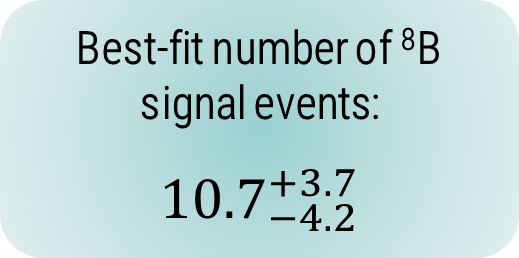 Best-fit number of ⁸B
signal events:
10.7⁺³·⁷₋₄.₂